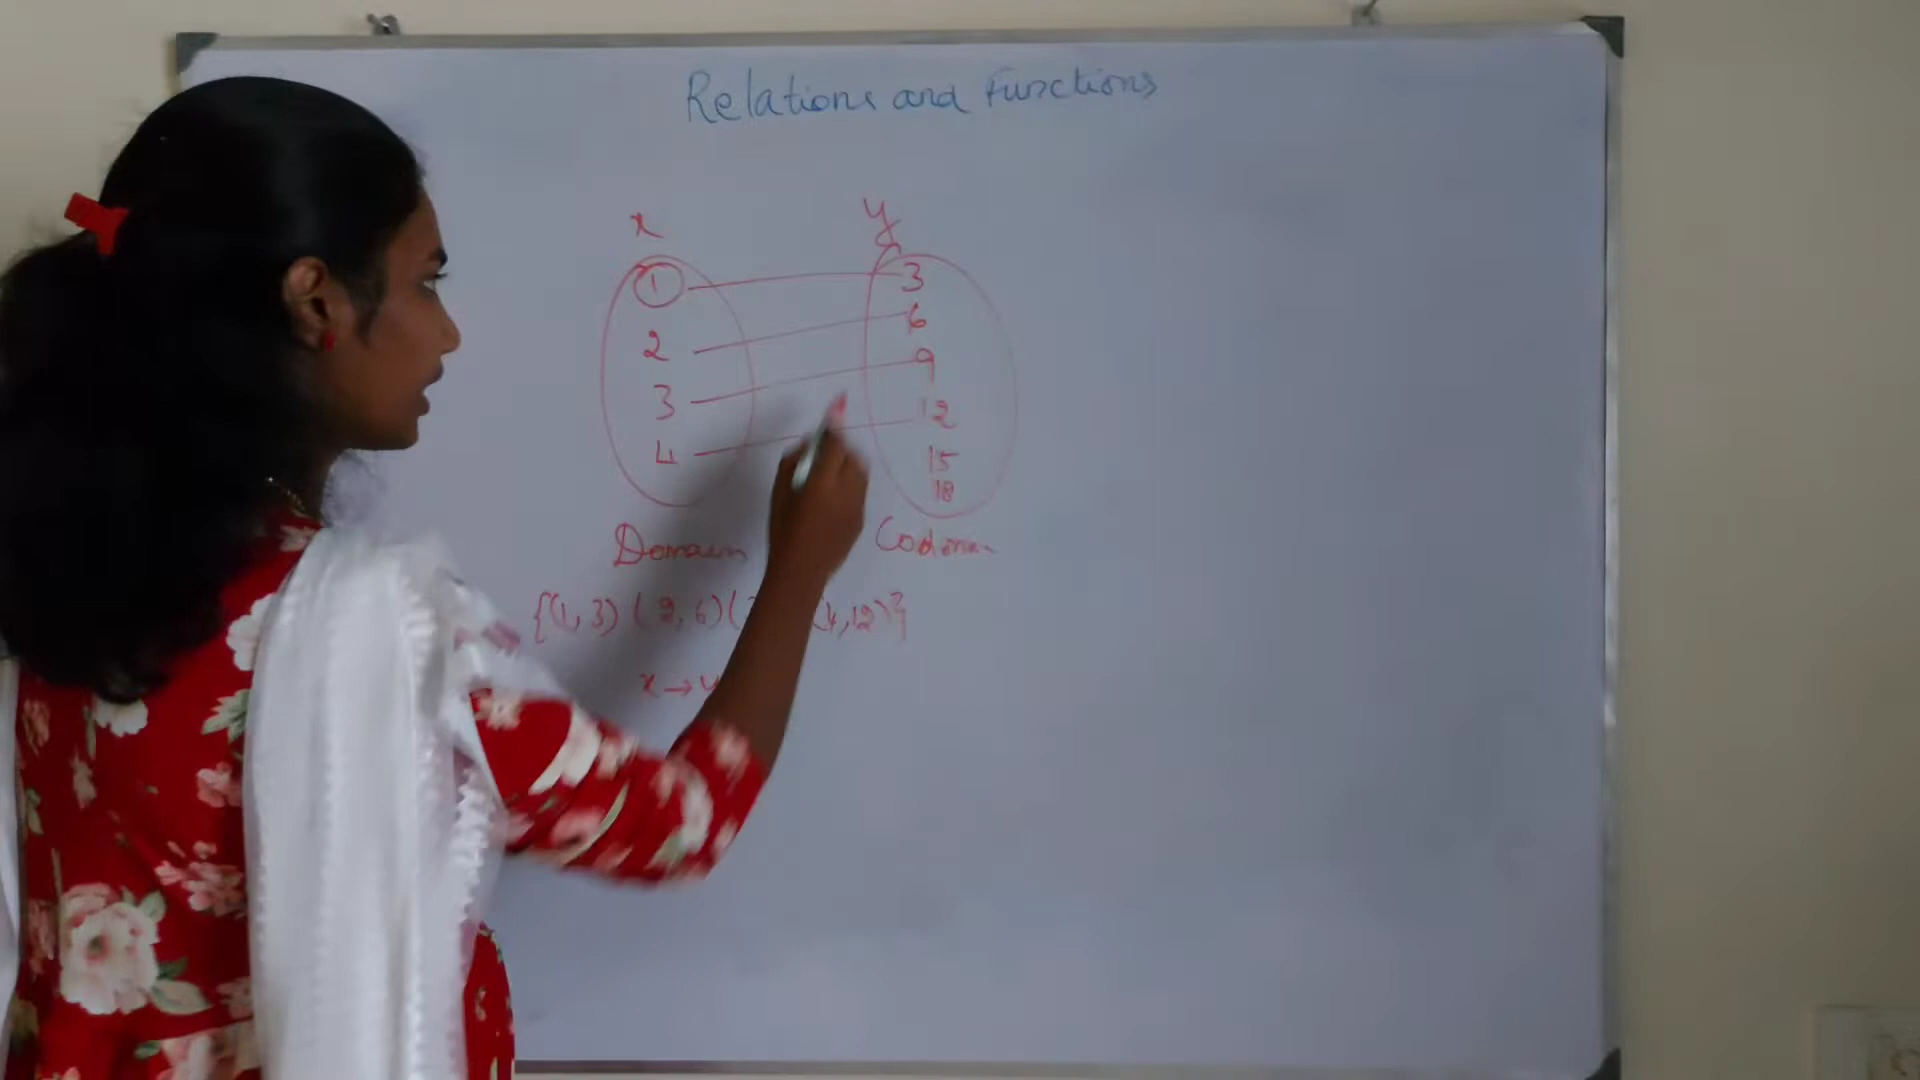 Relations and Functions
x y
1 3
2 6
3 9
4 12
15
18
Domain Codomain
{(1,3) (2,6) ( 4,12)}
x → y